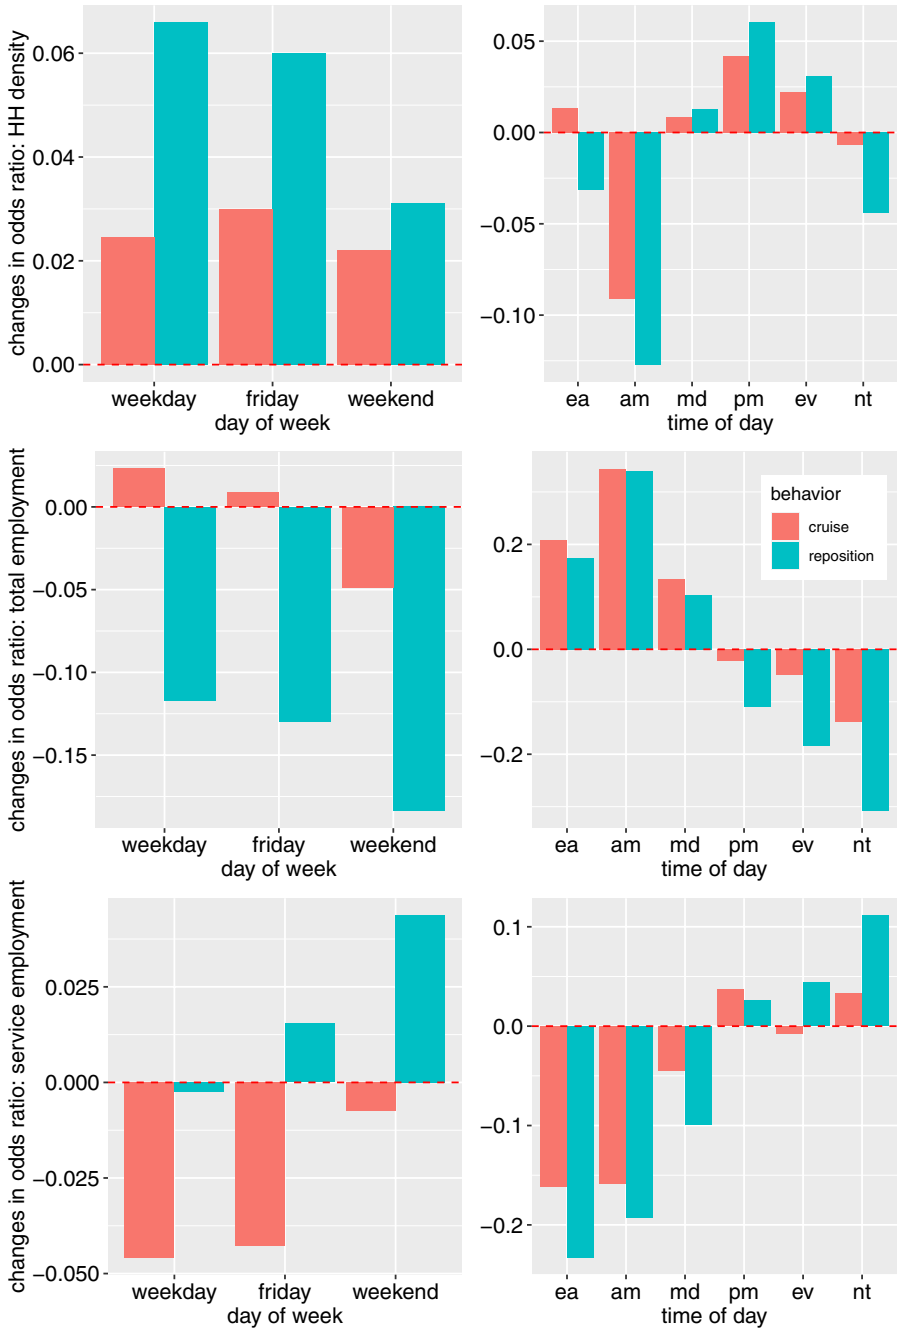 changes in odds ratio: HH density
0.06
0.04
0.02
0.00
weekday friday weekend
day of week
0.05
0.00
−0.05
−0.10
ea am md pm ev nt
time of day
changes in odds ratio: total employment
0.00
−0.05
−0.10
−0.15
weekday friday weekend
day of week
0.2
0.0
−0.2
behavior
cruise
reposition
ea am md pm ev nt
time of day
changes in odds ratio: service employment
0.025
0.000
−0.025
−0.050
weekday friday weekend
day of week
0.1
0.0
−0.1
−0.2
ea am md pm ev nt
time of day